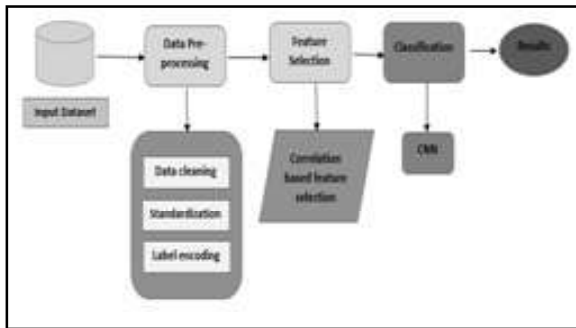 Data Pre-
processing
Feature
Selection
Classification
Results
Input Dataset
Data cleaning
Standardization
Label encoding
Correlation
based feature
selection
CNN